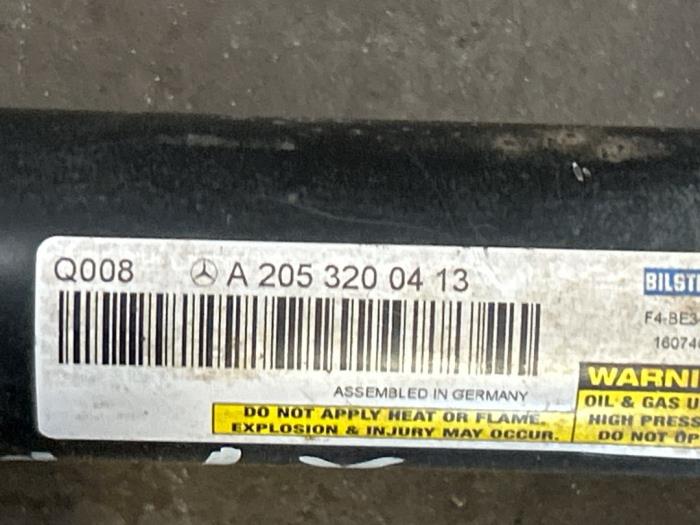 Q008 A 205 320 04 13
BILST
F4-BE3
16074
ASSEMBLED IN GERMANY
WARNI
DO NOT APPLY HEAT OR FLAME.
EXPLOSION & INJURY MAY OCCUR.
OIL & GAS U
HIGH PRESS
DO NOT OP